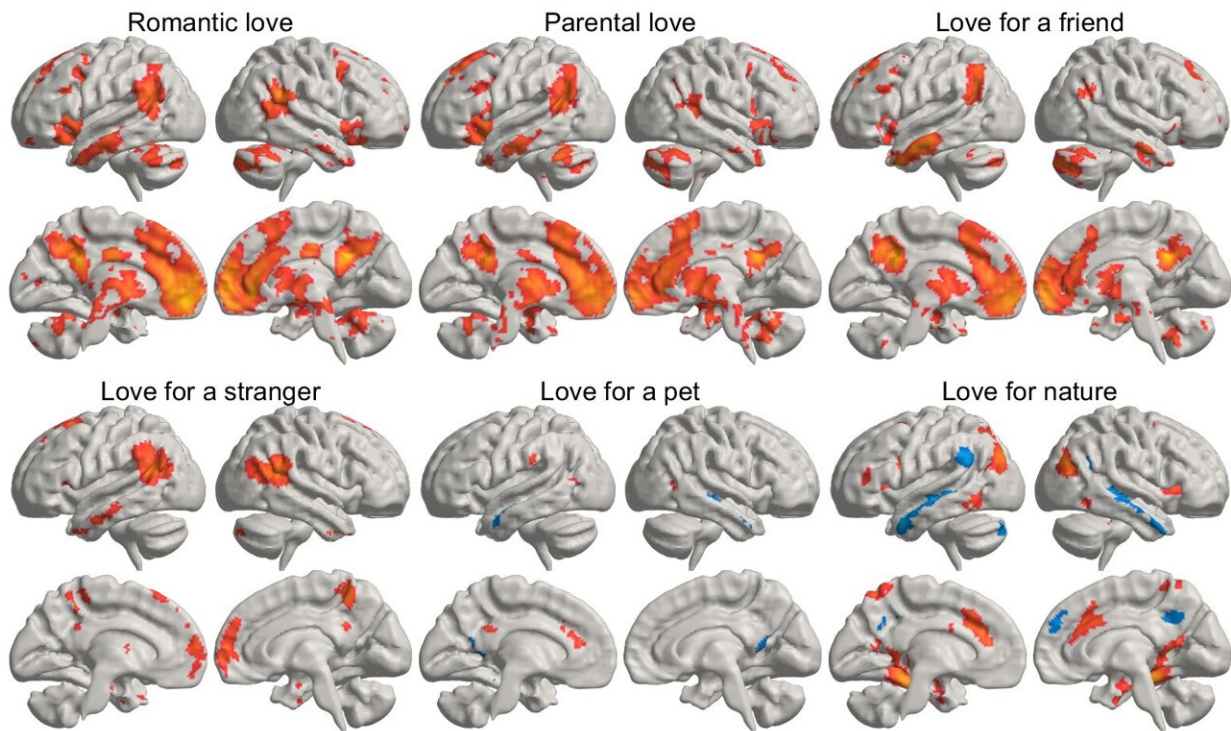 Romantic love
Parental love
Love for a friend
Love for a stranger
Love for a pet
Love for nature